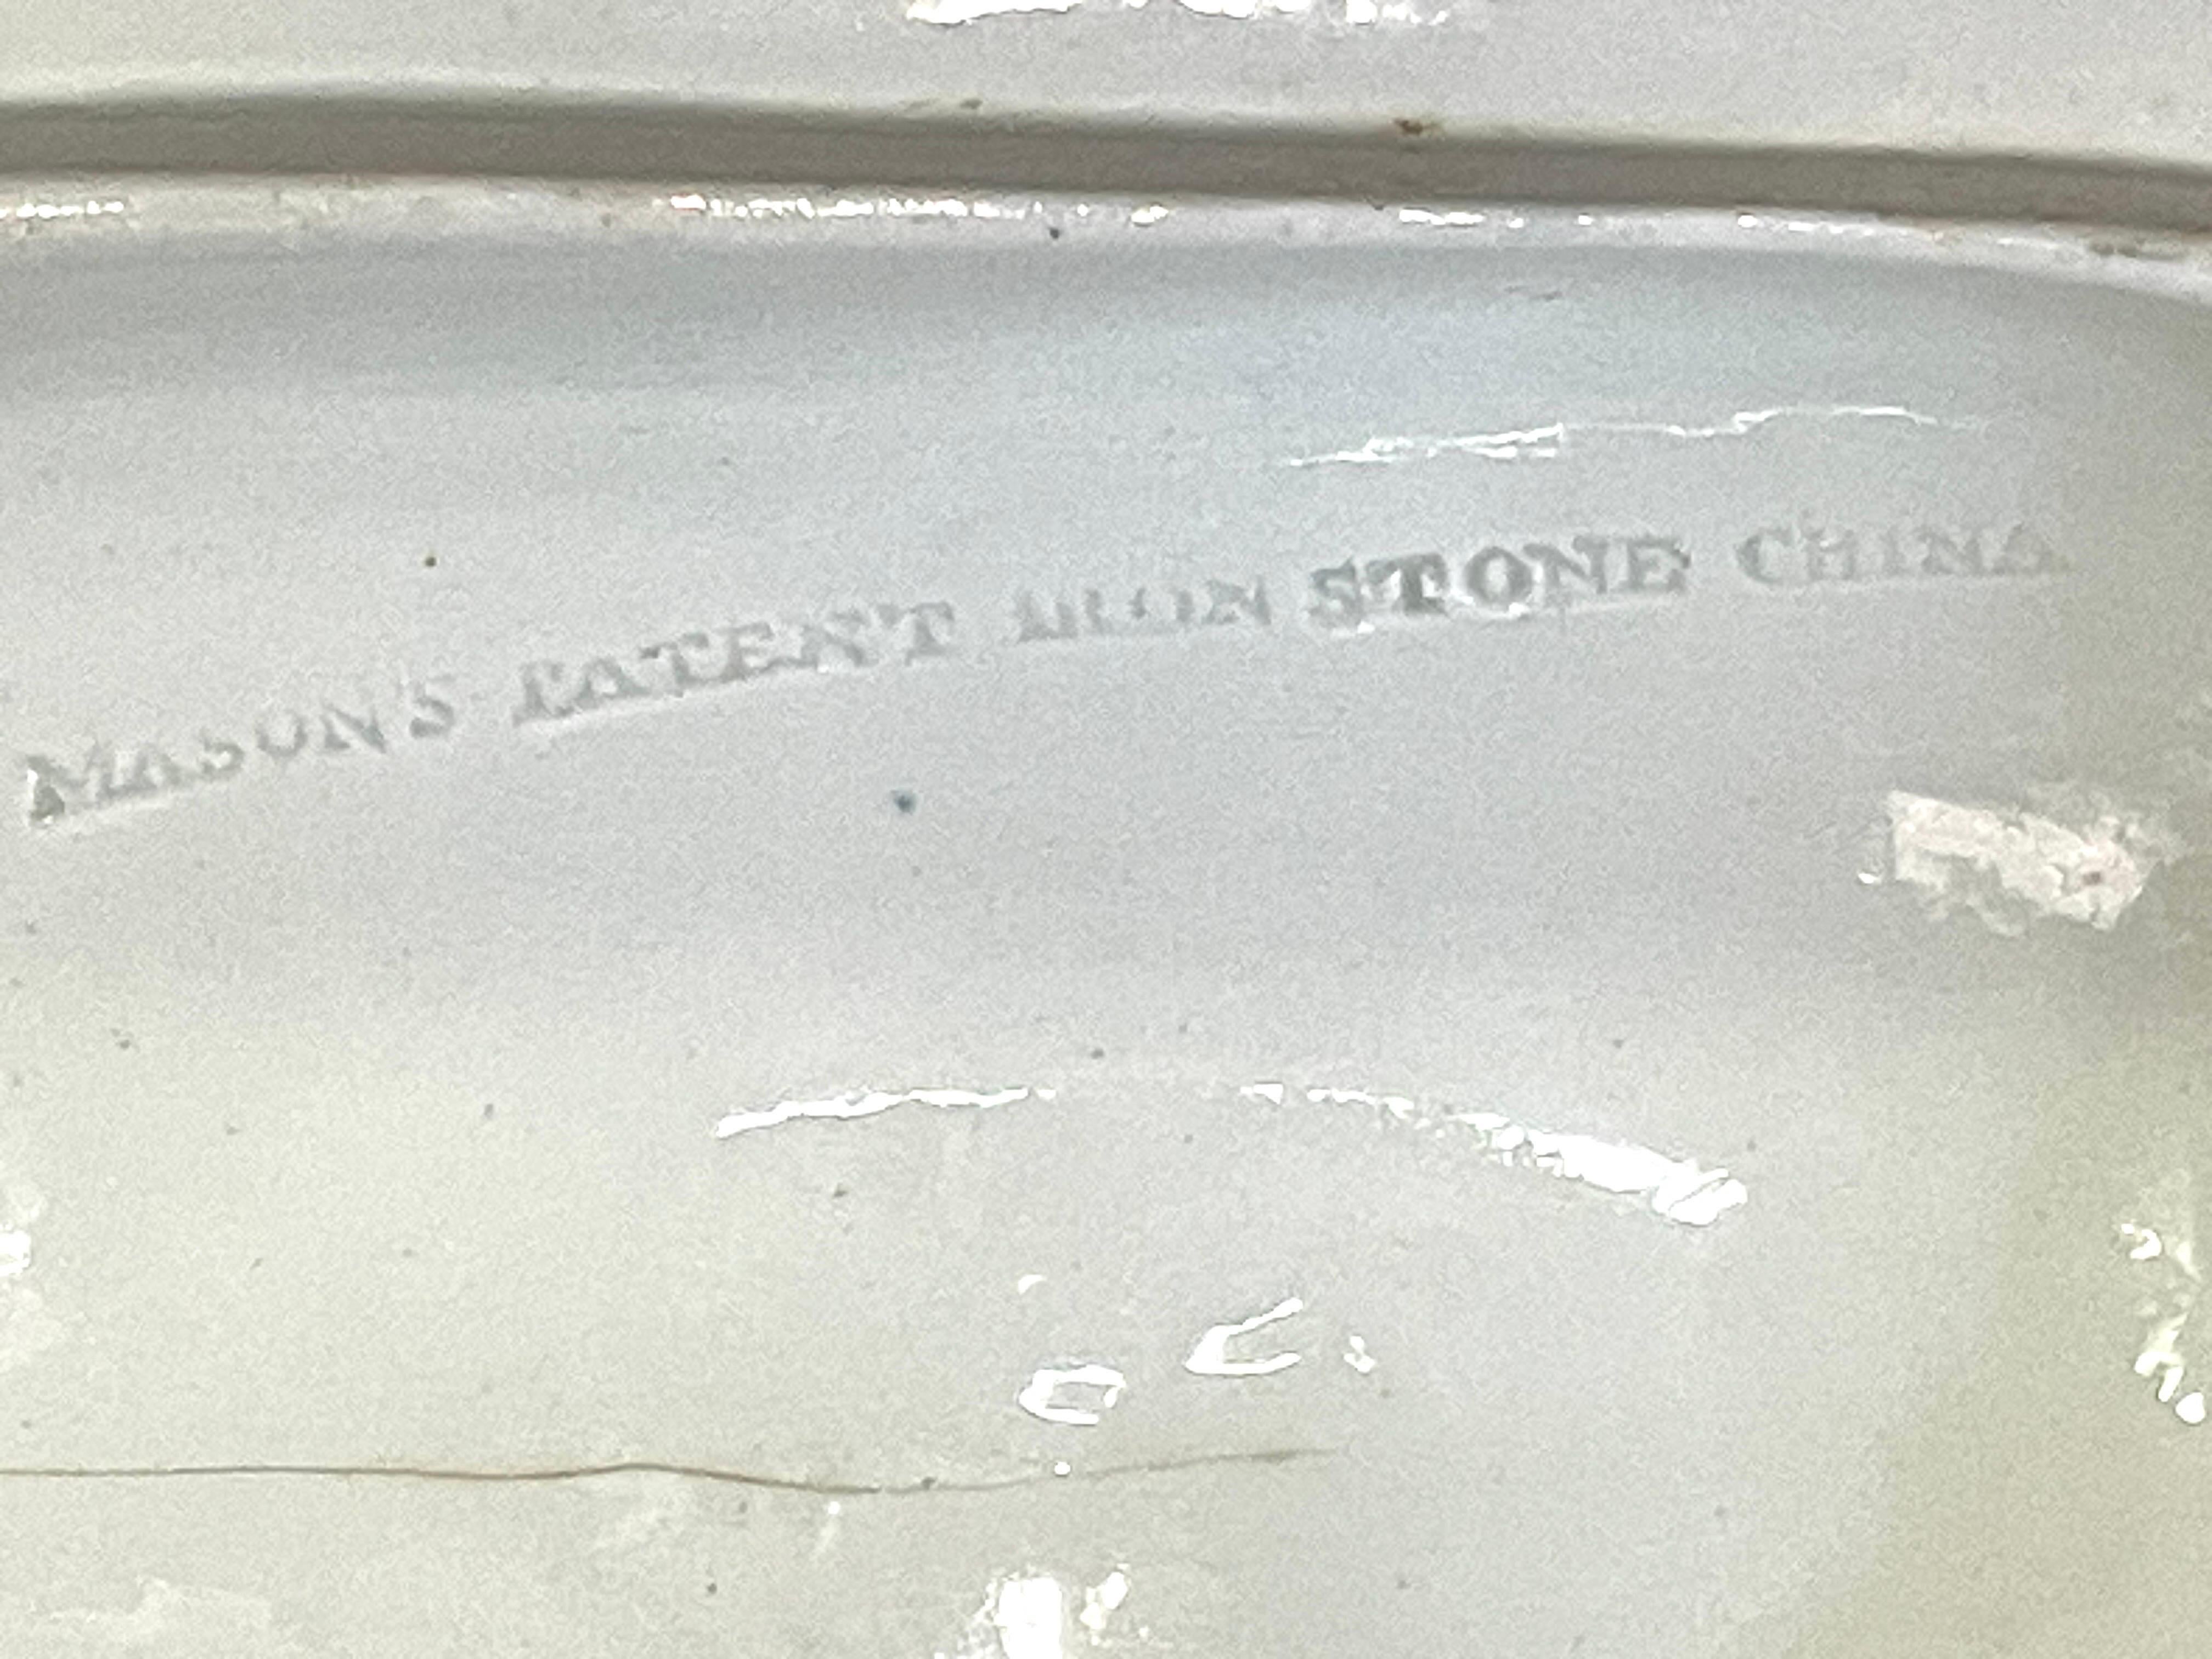 MASON'S PATENT IRON STONE CHINA